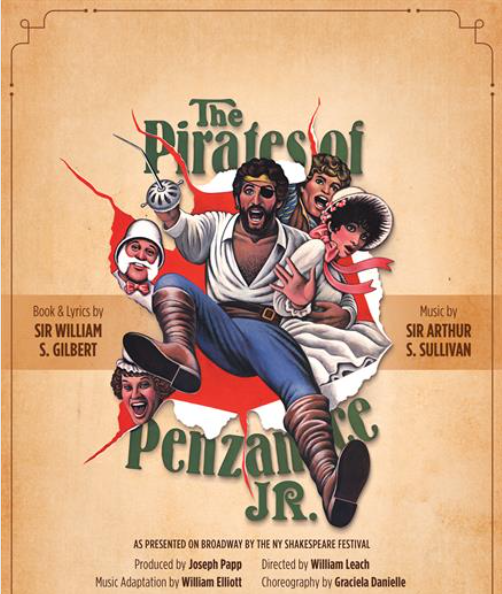 The
Pirates of
Book & Lyrics by
SIR WILLIAM
S. GILBERT
Music by
SIR ARTHUR
S. SULLIVAN
Penzance
JR.
AS PRESENTED ON BROADWAY BY THE NY SHAKESPEARE FESTIVAL
Produced by Joseph Papp Directed by William Leach
Music Adaptation by William Elliott Choreography by Graciela Danielle